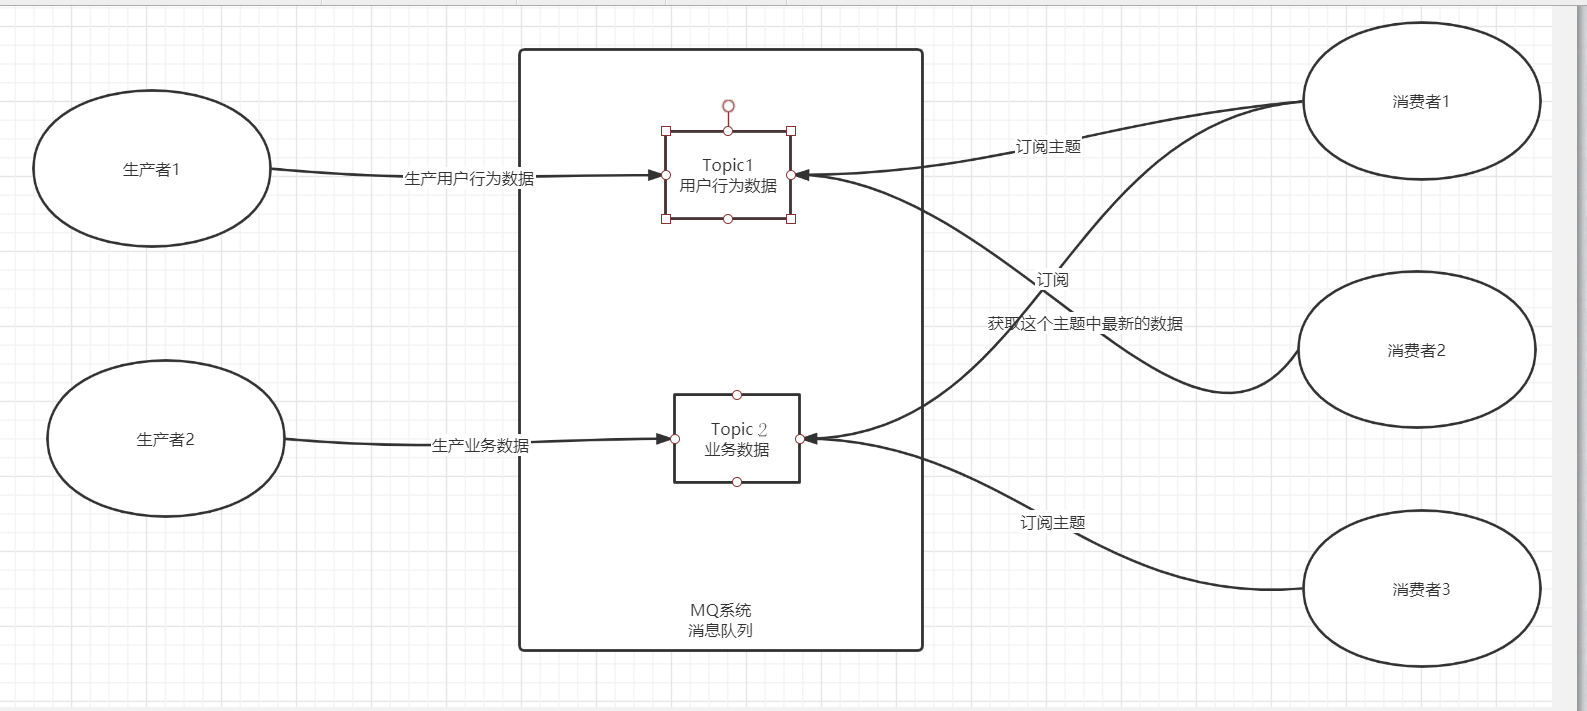 生产者1
生产用户行为数据
Topic1
用户行为数据
订阅主题
消费者1
订阅
获取这个主题中最新的数据
消费者2
生产者2
生产业务数据
Topic 2
业务数据
订阅主题
消费者3
MQ系统
消息队列